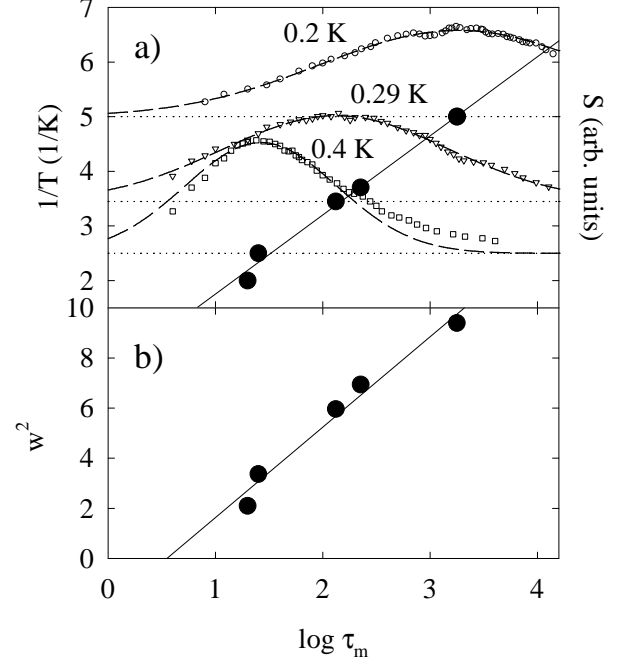 7
a)
0.2 K
6
0.29 K
5
1/T (1/K)
S (arb. units)
0.4 K
4
3
2
10
b)
8
6
w²
4
2
0
0 1 2 3 4
log τₘ